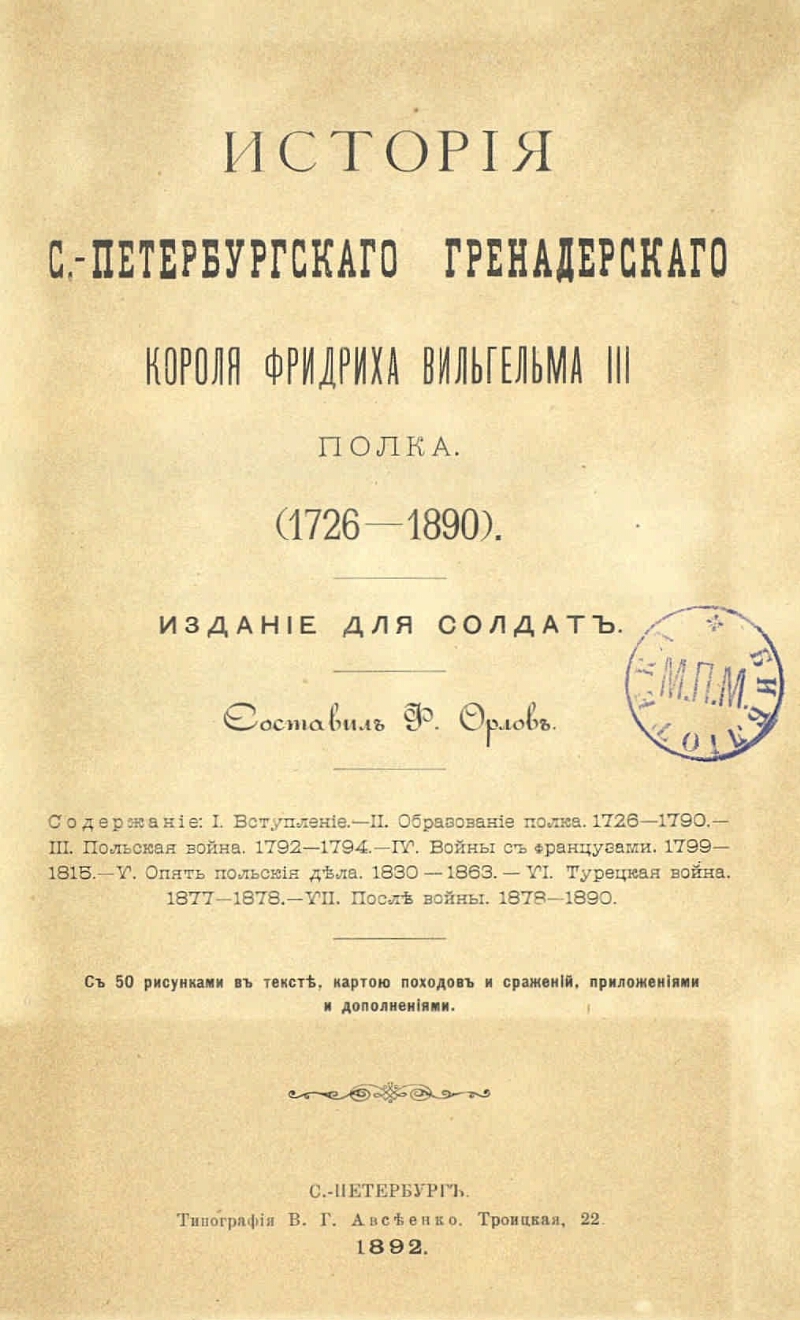 ИСТОРІЯ
С.-ПЕТЕРБУРГСКАГО ГРЕНАДЕРСКАГО
КОРОЛЯ ФРИДРИХА ВИЛЬГЕЛЬМА III
ПОЛКА.
(1726—1890).
ИЗДАНІЕ ДЛЯ СОЛДАТЪ.
М.П.М.
Составилъ Ф. Орловъ.
Содержаніе: I. Вступленіе.—II. Образованіе полка. 1726—1790.—
III. Польская война. 1792—1794.—IV. Войны съ французами. 1799—
1815.—V. Опять польскія дѣла. 1830—1863.—VI. Турецкая война.
1877—1878.—VII. Послѣ войны. 1878—1890.
Съ 50 рисунками въ текстѣ, картою походовъ и сраженій, приложеніями
и дополненіями.
С.-ПЕТЕРБУРГЪ.
Типографія В. Г. Авсѣенко. Троицкая, 22.
1892.